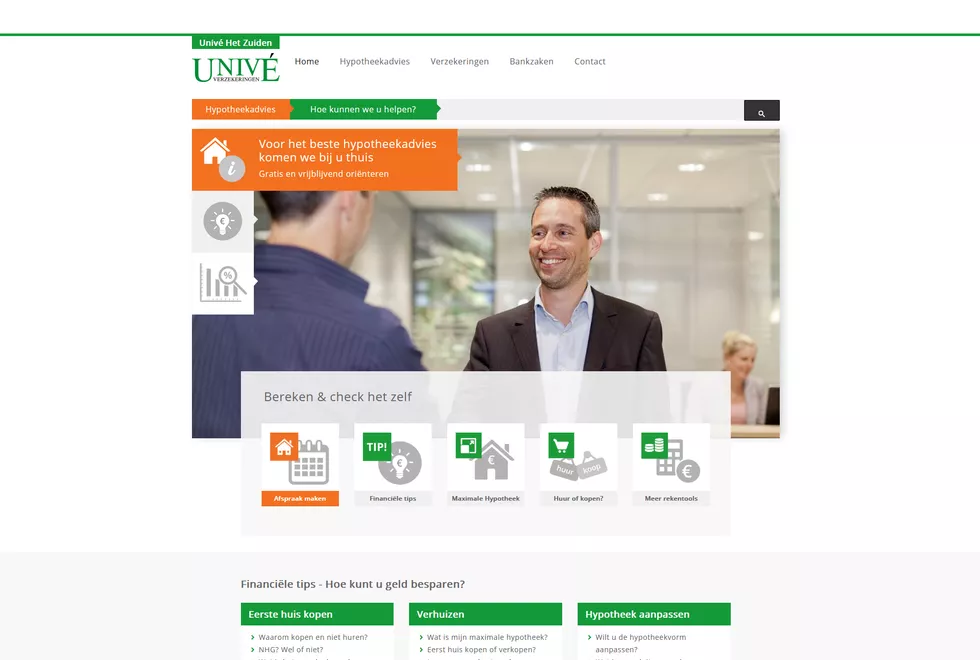 Univé Het Zuiden
UNIVÉ
VERZEKERINGEN
Home
Hypotheekadvies
Verzekeringen
Bankzaken
Contact
Hypotheekadvies
Hoe kunnen we u helpen?
Voor het beste hypotheekadvies
komen we bij u thuis
Gratis en vrijblijvend oriënteren
i
€
%
Bereken & check het zelf
TIP!
€
€
huur
koop
€
Afspraak maken
Financiële tips
Maximale Hypotheek
Huur of kopen?
Meer rekentools
Financiële tips - Hoe kunt u geld besparen?
Eerste huis kopen
Waarom kopen en niet huren?
NHG? Wel of niet?
Verhuizen
Wat is mijn maximale hypotheek?
Eerst huis kopen of verkopen?
Hypotheek aanpassen
Wilt u de hypotheekvorm
aanpassen?